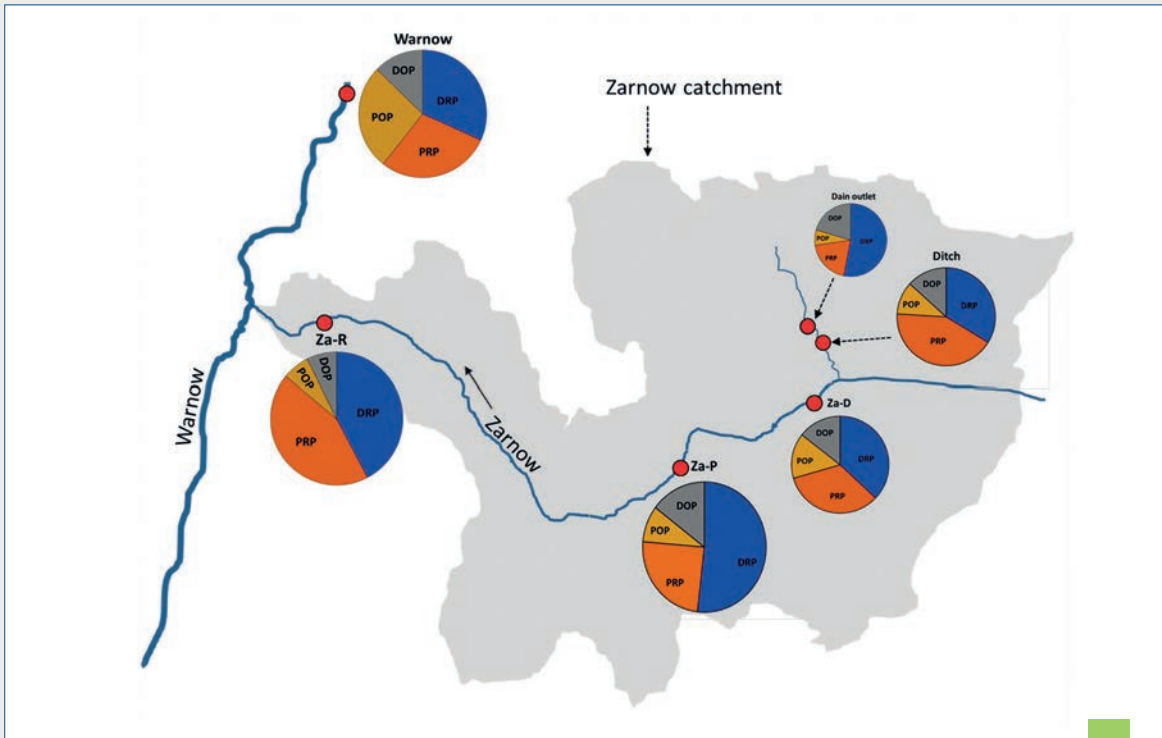 Warnow
DOP
DRP
POP
PRP
Zarnow catchment
Dain outlet
DOP
POP
DRP
PRP
Ditch
DOP
DRP
POP
PRP
Za-R
DOP
POP
DRP
PRP
Warnow
Zarnow
Za-D
DOP
POP
DRP
PRP
Za-P
DOP
POP
DRP
PRP